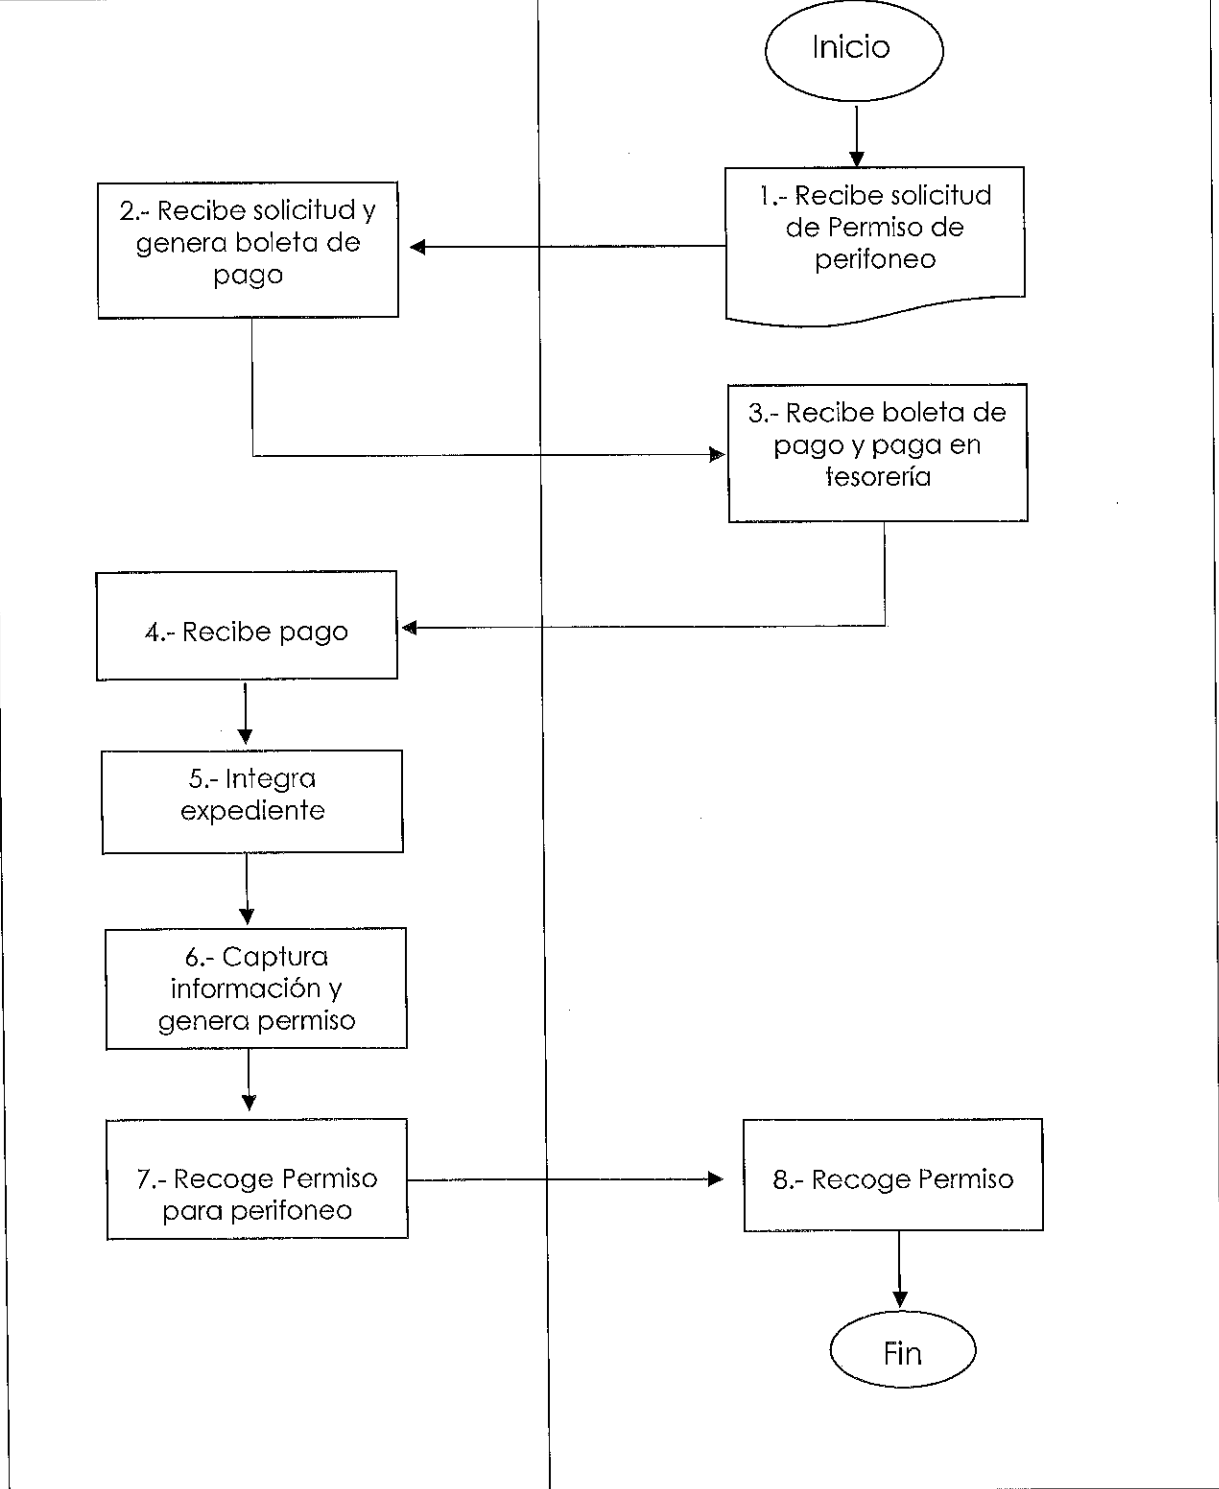 Inicio
1.- Recibe solicitud
de Permiso de
perifoneo
2.- Recibe solicitud y
genera boleta de
pago
3.- Recibe boleta de
pago y paga en
tesorería
4.- Recibe pago
5.- Integra
expediente
6.- Captura
información y
genera permiso
7.- Recoge Permiso
para perifoneo
8.- Recoge Permiso
Fin